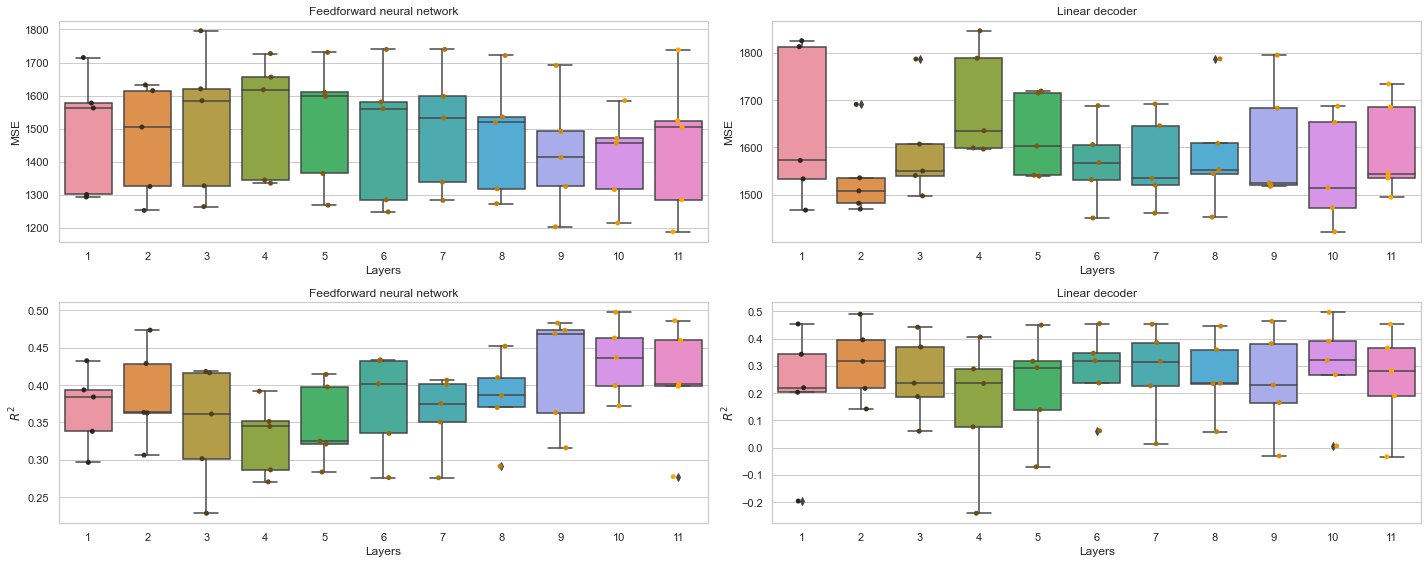 Feedforward neural network
MSE
1800
1700
1600
1500
1400
1300
1200
1 2 3 4 5 6 7 8 9 10 11
Layers
Linear decoder
MSE
1800
1700
1600
1500
1 2 3 4 5 6 7 8 9 10 11
Layers
Feedforward neural network
R²
0.50
0.45
0.40
0.35
0.30
0.25
1 2 3 4 5 6 7 8 9 10 11
Layers
Linear decoder
R²
0.5
0.4
0.3
0.2
0.1
0.0
−0.1
−0.2
1 2 3 4 5 6 7 8 9 10 11
Layers